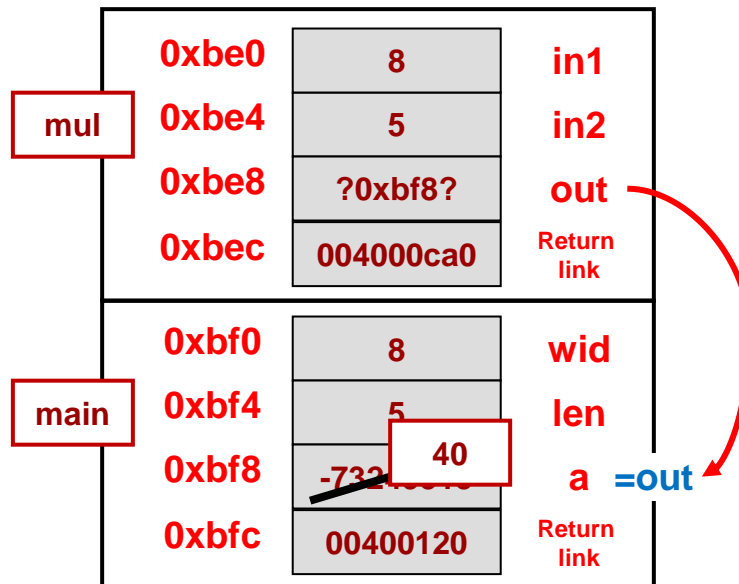 0xbe0 8 in1
mul 0xbe4 5 in2
0xbe8 ?0xbf8? out
0xbec 004000ca0 Return
link
0xbf0 8 wid
main 0xbf4 5 len
40
0xbf8 a =out
0xbfc 00400120 Return
link